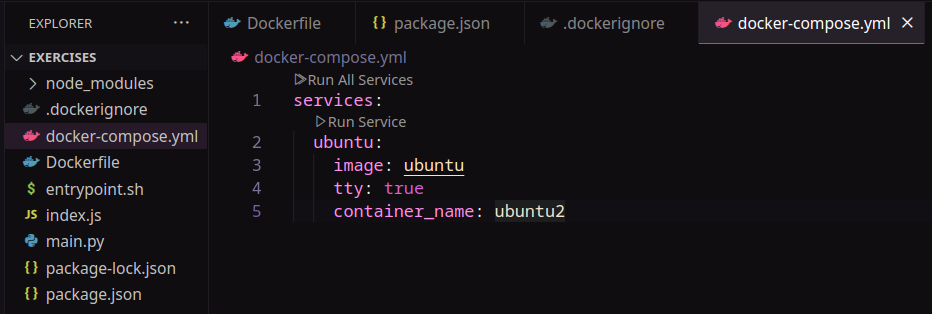 EXPLORER ···
EXERCISES
node_modules
.dockerignore
docker-compose.yml
Dockerfile
$ entrypoint.sh
JS index.js
main.py
{} package-lock.json
{} package.json
Dockerfile {} package.json .dockerignore docker-compose.yml ×
docker-compose.yml
Run All Services
1 services:
Run Service
2 ubuntu:
3 image: ubuntu
4 tty: true
5 container_name: ubuntu2